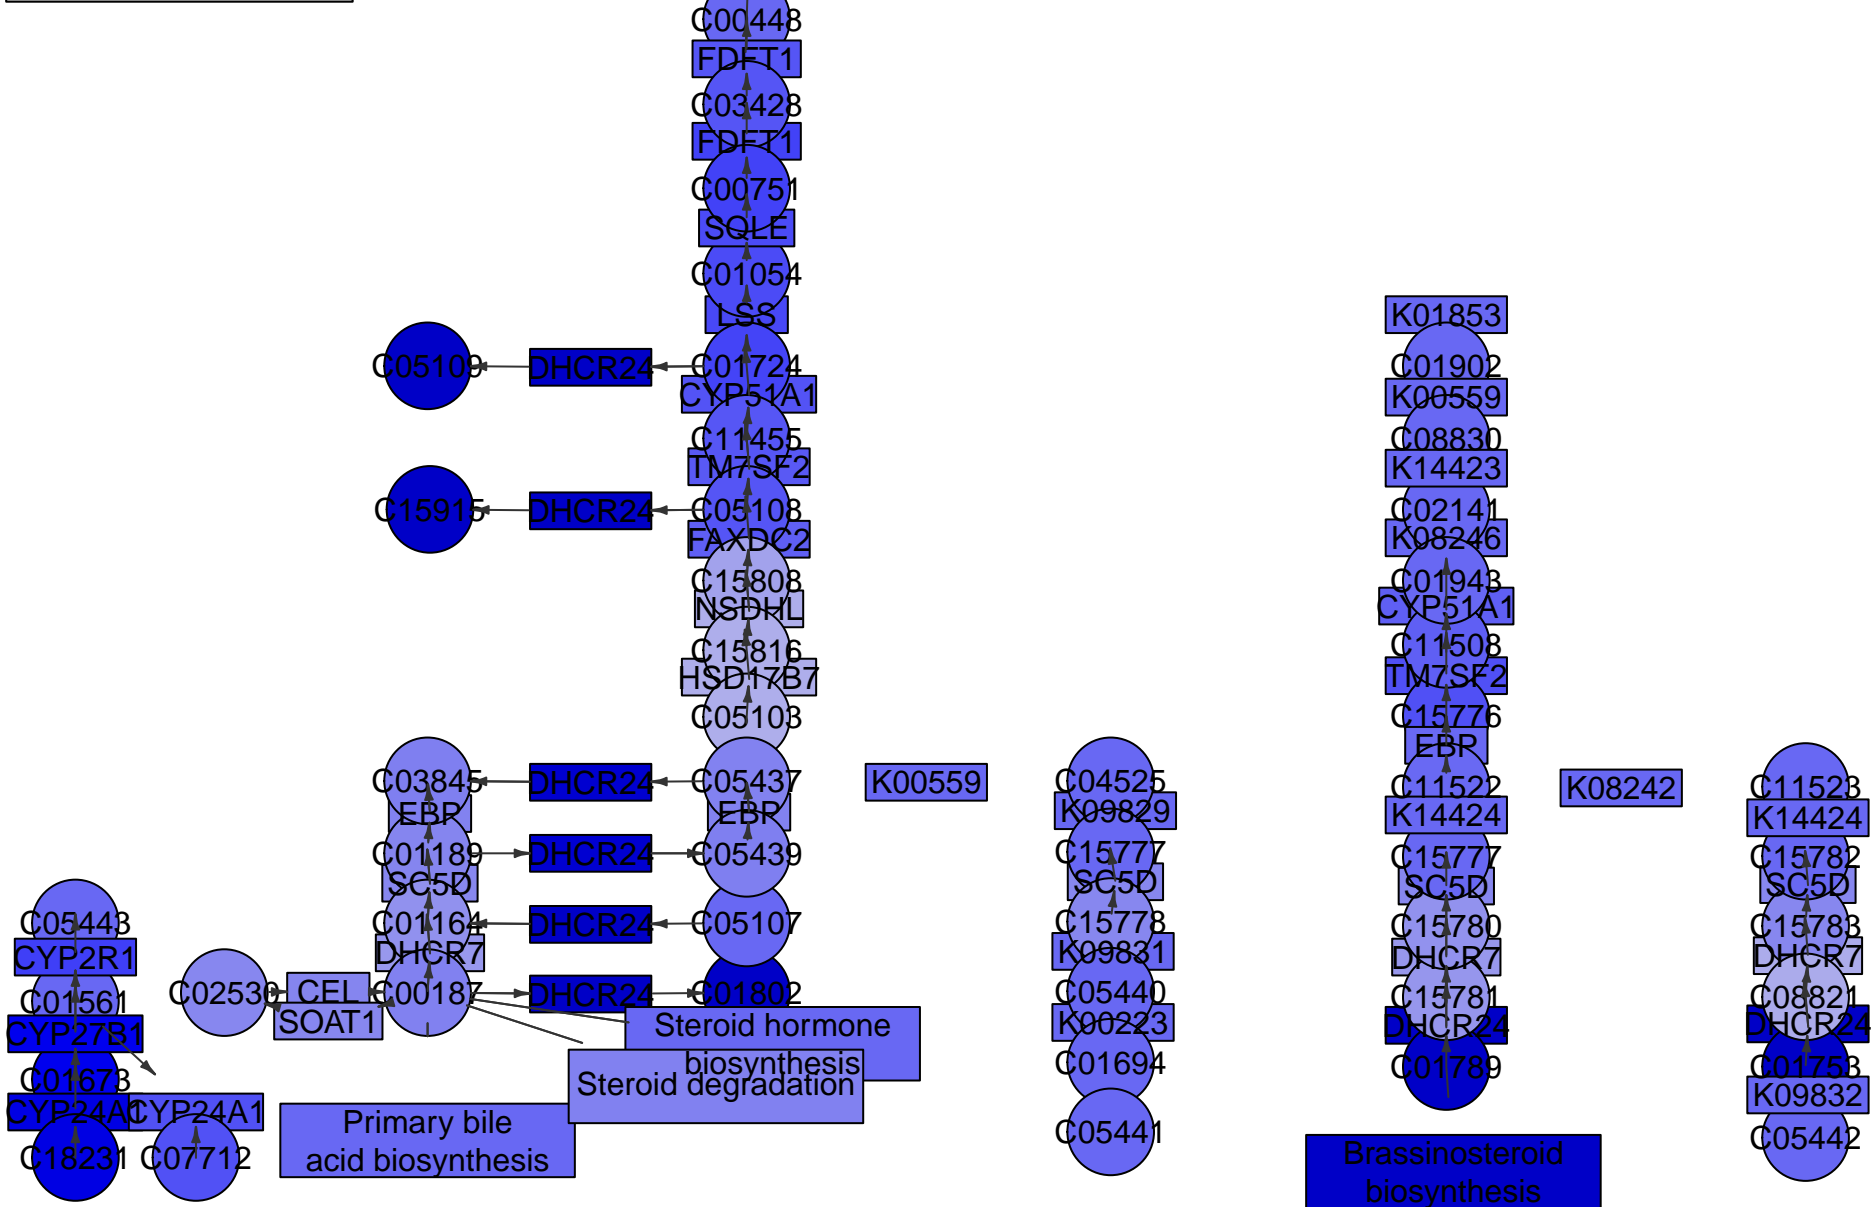 C00448
FDFT1
C03428
FDFT1
C00751
SQLE
C01054
LSS
K01853
C05109
DHCR24
C01724
C01902
CYP51A1
K00559
C11455
C08830
TM7SF2
K14423
C15915
DHCR24
C05108
C02141
FAXDC2
K08246
C15808
C01943
NSDHL
CYP51A1
C15816
C11508
HSD17B7
TM7SF2
C05103
C15776
EBP
C03845
DHCR24
C05437
K00559
C04525
C11522
K08242
C11523
EBP
EBP
K09829
K14424
K14424
C01189
DHCR24
C05439
C15777
C15777
C15782
SC5D
SC5D
SC5D
SC5D
C05443
C01164
DHCR24
C05107
C15778
C15780
C15783
CYP2R1
DHCR7
K09831
DHCR7
DHCR7
C01561
C02530
CEL
C00187
DHCR24
C01802
C05440
C15781
C08821
CYP27B1
SOAT1
Steroid hormone
biosynthesis
K00223
DHCR24
DHCR24
C01673
Steroid degradation
C01694
C01789
C01753
CYP24A1
CYP24A1
K09832
Primary bile
acid biosynthesis
C18231
C07712
C05441
C05442
Brassinosteroid
biosynthesis